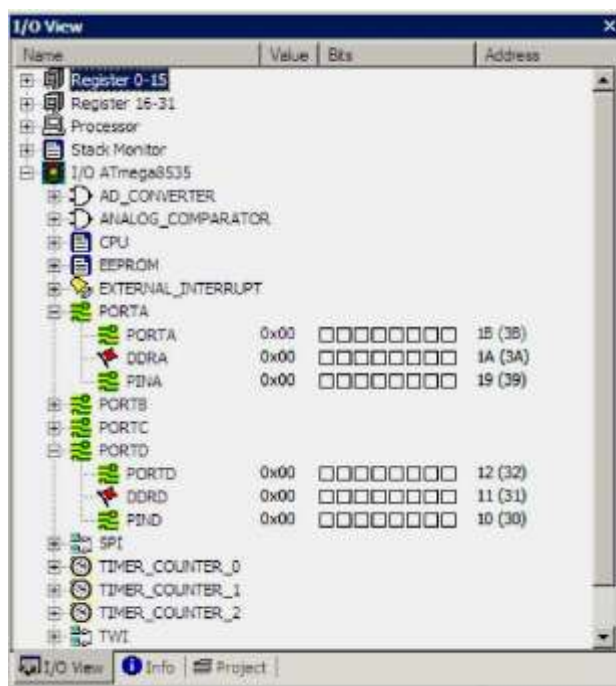 I/O View
Name Value Bits Address
Register 0-15
Register 16-31
Processor
Stack Monitor
I/O ATmega8535
AD_CONVERTER
ANALOG_COMPARATOR
CPU
EEPROM
EXTERNAL_INTERRUPT
PORTA
PORTA 0x00 1B (3B)
DDRA 0x00 1A (3A)
PINA 0x00 19 (39)
PORTB
PORTC
PORTD
PORTD 0x00 12 (32)
DDRD 0x00 11 (31)
PIND 0x00 10 (30)
SPI
TIMER_COUNTER_0
TIMER_COUNTER_1
TIMER_COUNTER_2
TWI
I/O View Info Project